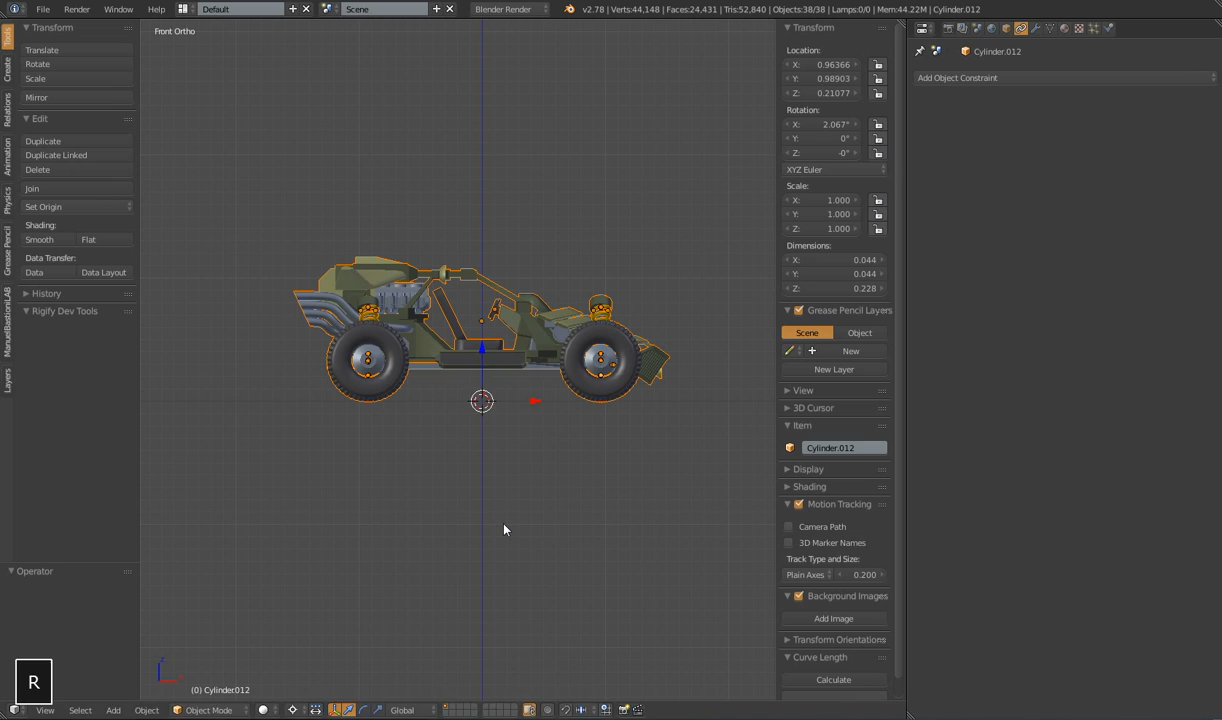 File Render Window Help Default Scene Blender Render v2.78 | Verts:44,148 | Faces:24,431 | Tris:52,840 | Objects:38/38 | Lamps:0/0 | Mem:44.22M | Cylinder.012
Tools
Create
Relations
Animation
Physics
Grease Pencil
ManuelBastioniLAB
Layers
Transform
Translate
Rotate
Scale
Mirror
Edit
Duplicate
Duplicate Linked
Delete
Join
Set Origin
Shading:
Smooth Flat
Data Transfer:
Data Data Layout
History
Rigify Dev Tools
Operator
Front Ortho
R
z
(0) Cylinder.012
Transform
Location:
X: 0.96366
Y: 0.98903
Z: 0.21077
Rotation:
X: 2.067°
Y: 0°
Z: -0°
XYZ Euler
Scale:
X: 1.000
Y: 1.000
Z: 1.000
Dimensions:
X: 0.044
Y: 0.044
Z: 0.228
Grease Pencil Layers
Scene Object
New
New Layer
View
3D Cursor
Item
Cylinder.012
Display
Shading
Motion Tracking
Camera Path
3D Marker Names
Track Type and Size:
Plain Axes 0.200
Background Images
Add Image
Transform Orientations
Curve Length
Calculate
Cylinder.012
Add Object Constraint
View Select Add Object Object Mode Global